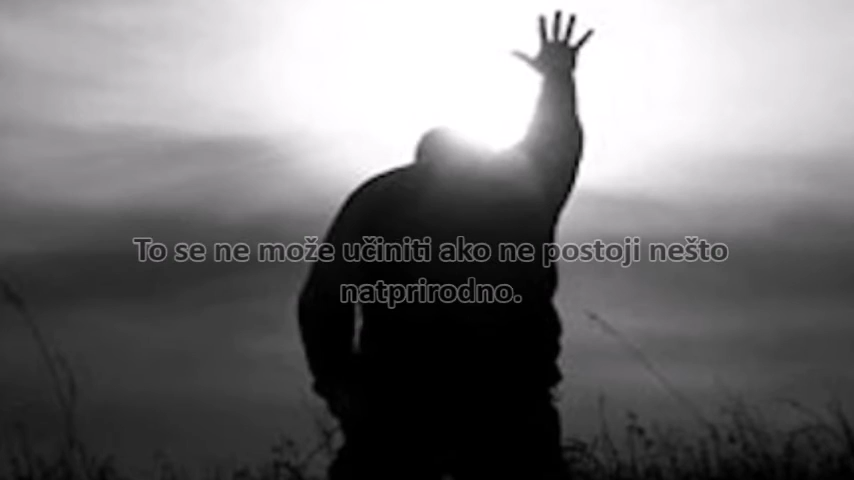 To se ne može učiniti ako ne postoji nešto
natprirodno.